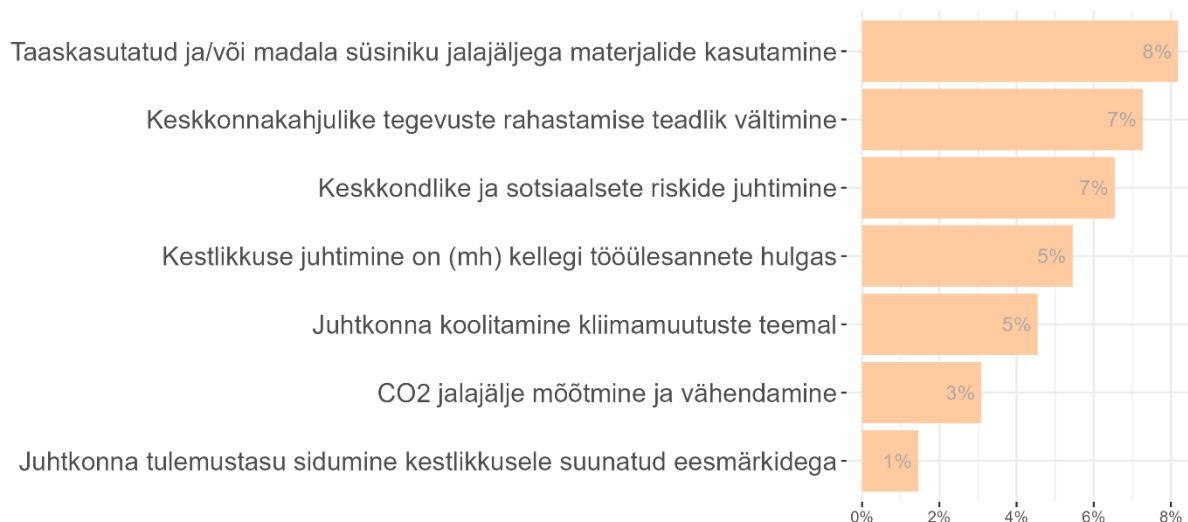 Taaskasutatud ja/või madala süsiniku jalajäljega materjalide kasutamine
8%
Keskkonnakahjulike tegevuste rahastamise teadlik vältimine
7%
Keskkondlike ja sotsiaalsete riskide juhtimine
7%
Kestlikkuse juhtimine on (mh) kellegi tööülesannete hulgas
5%
Juhtkonna koolitamine kliimamuutuste teemal
5%
CO2 jalajälje mõõtmine ja vähendamine
3%
Juhtkonna tulemustasu sidumine kestlikkusele suunatud eesmärkidega
1%
0% 2% 4% 6% 8%